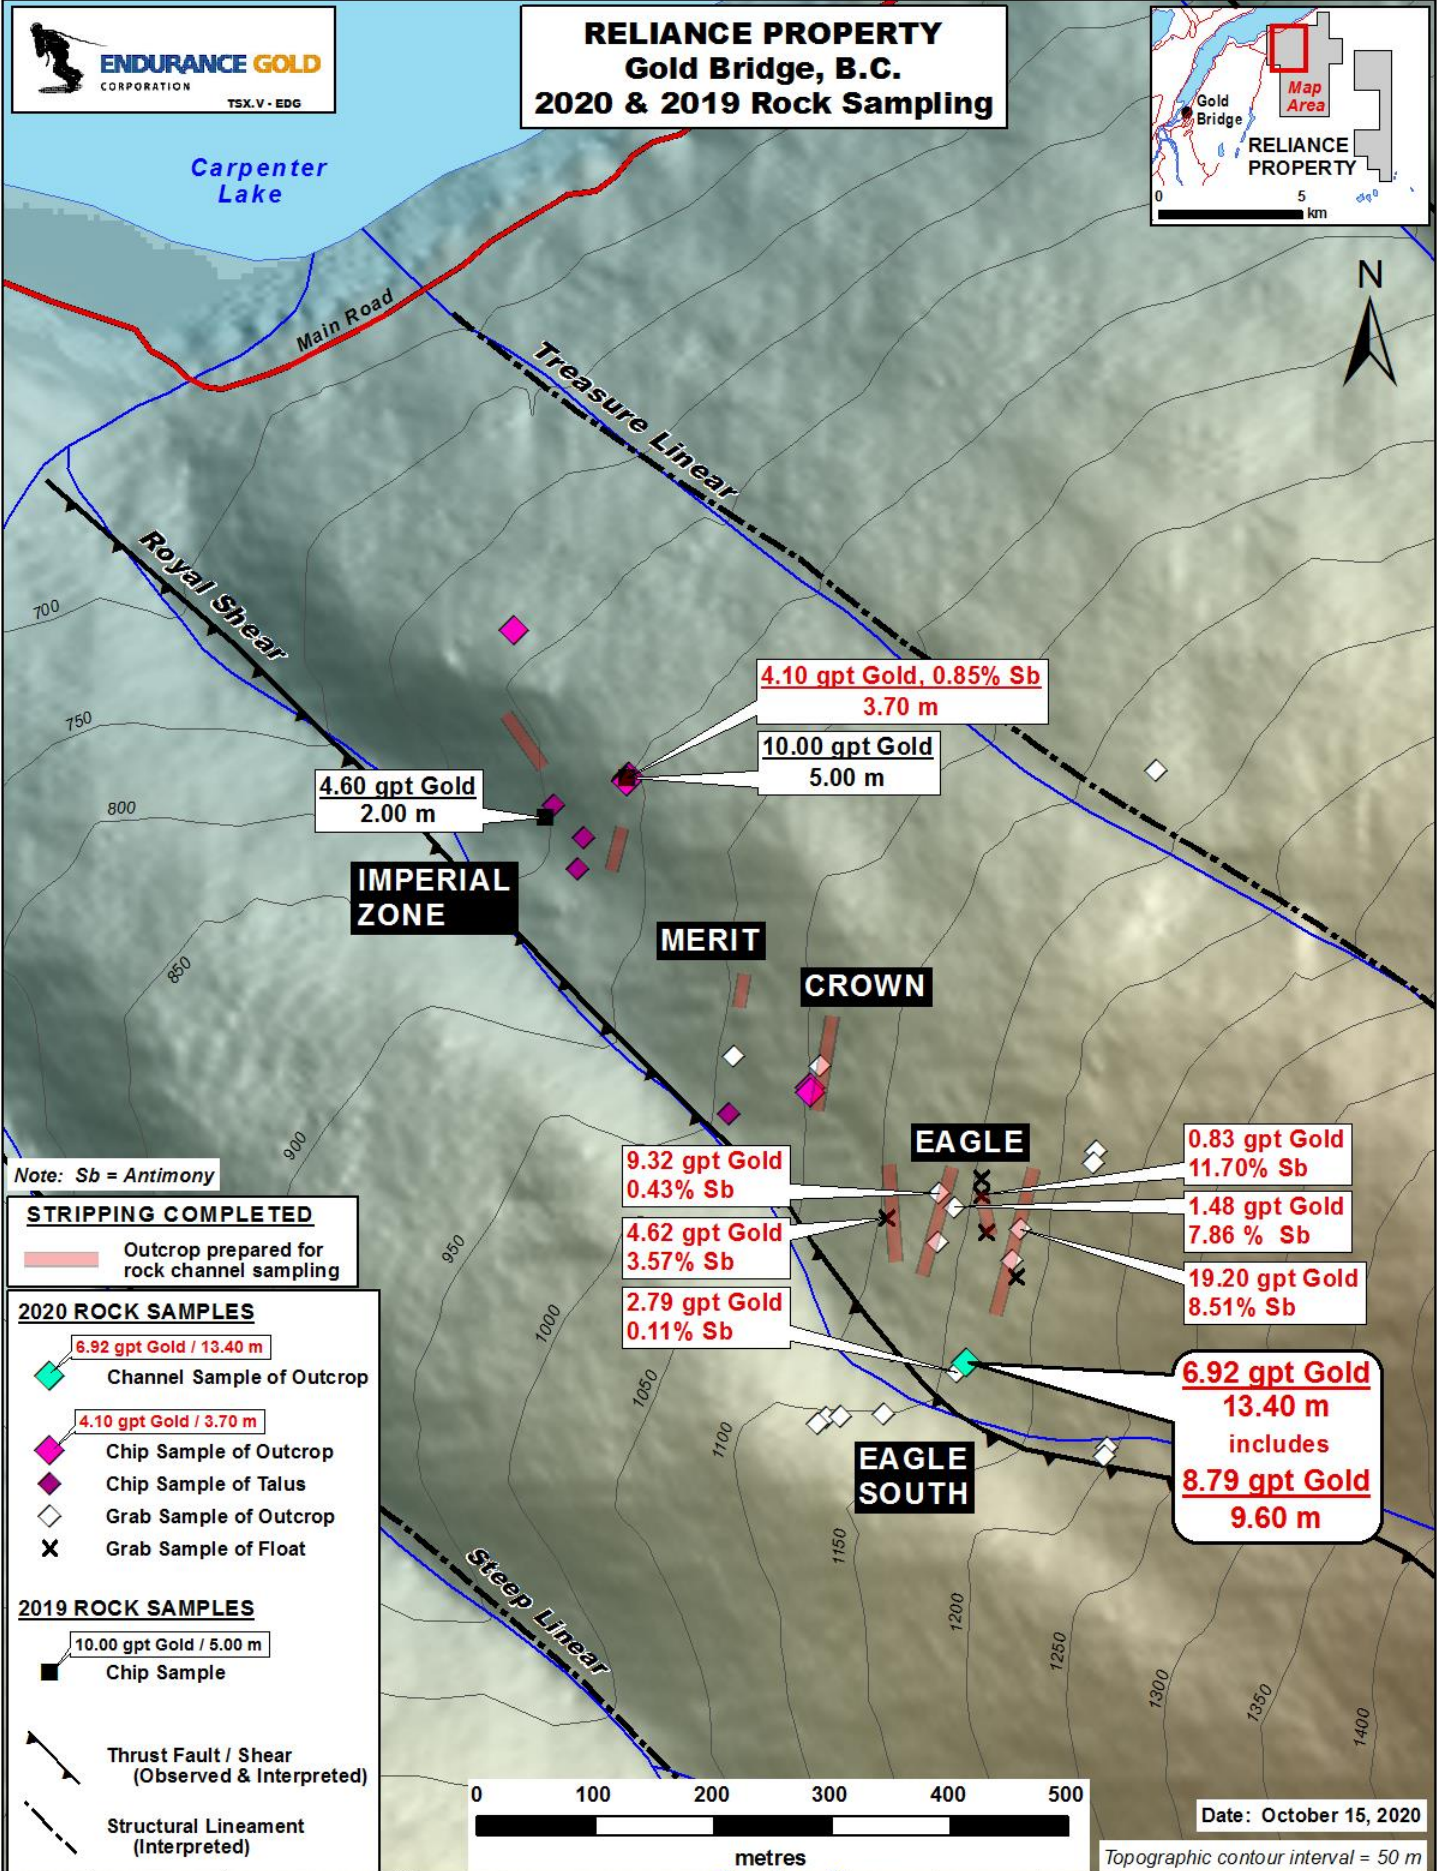 ENDURANCE GOLD
CORPORATION
TSX.V - EDG
RELIANCE PROPERTY
Gold Bridge, B.C.
2020 & 2019 Rock Sampling
Gold
Bridge
Map
Area
RELIANCE
PROPERTY
0 5
km
N
Carpenter
Lake
Main Road
Treasure Linear
Royal Shear
700
750
800
850
900
950
1000
1050
1100
1150
1200
1250
1300
1350
1400
4.10 gpt Gold, 0.85% Sb
3.70 m
10.00 gpt Gold
5.00 m
4.60 gpt Gold
2.00 m
IMPERIAL
ZONE
MERIT
CROWN
EAGLE
9.32 gpt Gold
0.43% Sb
4.62 gpt Gold
3.57% Sb
2.79 gpt Gold
0.11% Sb
0.83 gpt Gold
11.70% Sb
1.48 gpt Gold
7.86 % Sb
19.20 gpt Gold
8.51% Sb
6.92 gpt Gold
13.40 m
includes
8.79 gpt Gold
9.60 m
EAGLE
SOUTH
Steep Linear
Note: Sb = Antimony
STRIPPING COMPLETED
Outcrop prepared for
rock channel sampling
2020 ROCK SAMPLES
6.92 gpt Gold / 13.40 m
Channel Sample of Outcrop
4.10 gpt Gold / 3.70 m
Chip Sample of Outcrop
Chip Sample of Talus
Grab Sample of Outcrop
Grab Sample of Float
2019 ROCK SAMPLES
10.00 gpt Gold / 5.00 m
Chip Sample
Thrust Fault / Shear
(Observed & Interpreted)
Structural Lineament
(Interpreted)
0 100 200 300 400 500
metres
Date: October 15, 2020
Topographic contour interval = 50 m